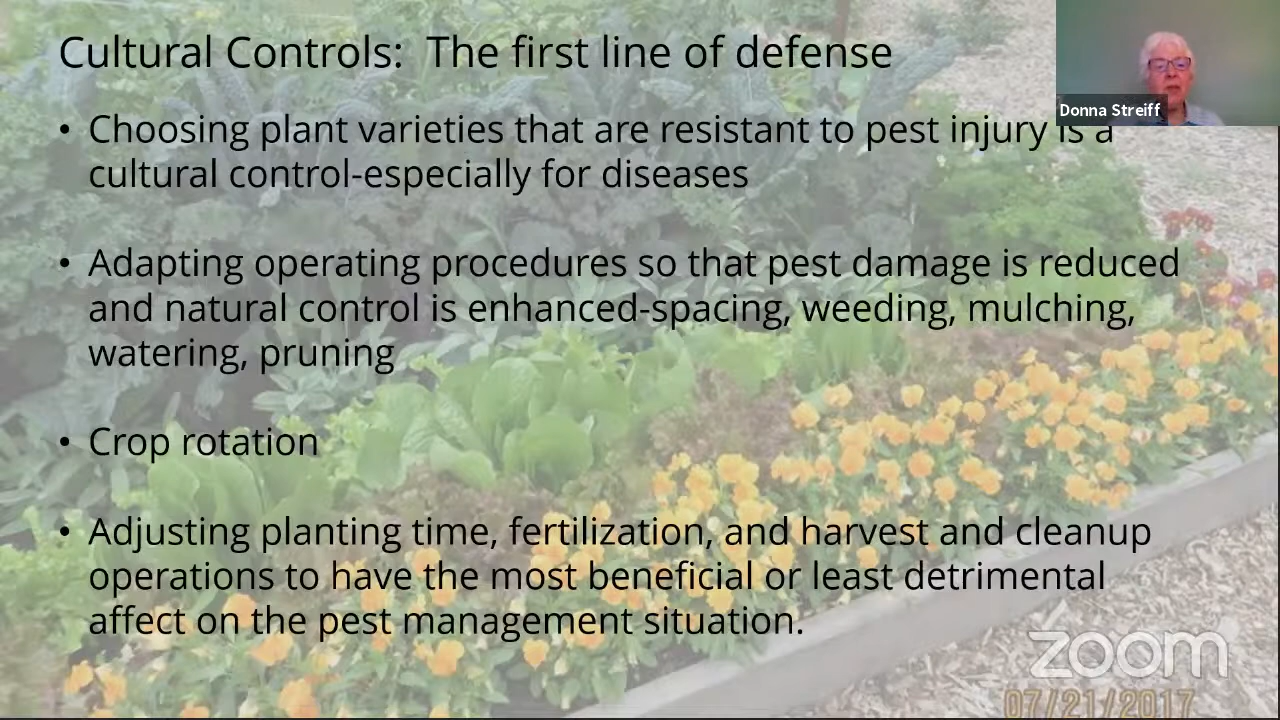 Cultural Controls: The first line of defense
Donna Streiff
• Choosing plant varieties that are resistant to pest injury is a
cultural control-especially for diseases
• Adapting operating procedures so that pest damage is reduced
and natural control is enhanced-spacing, weeding, mulching,
watering, pruning
• Crop rotation
• Adjusting planting time, fertilization, and harvest and cleanup
operations to have the most beneficial or least detrimental
affect on the pest management situation.
zoom
07/21/2017